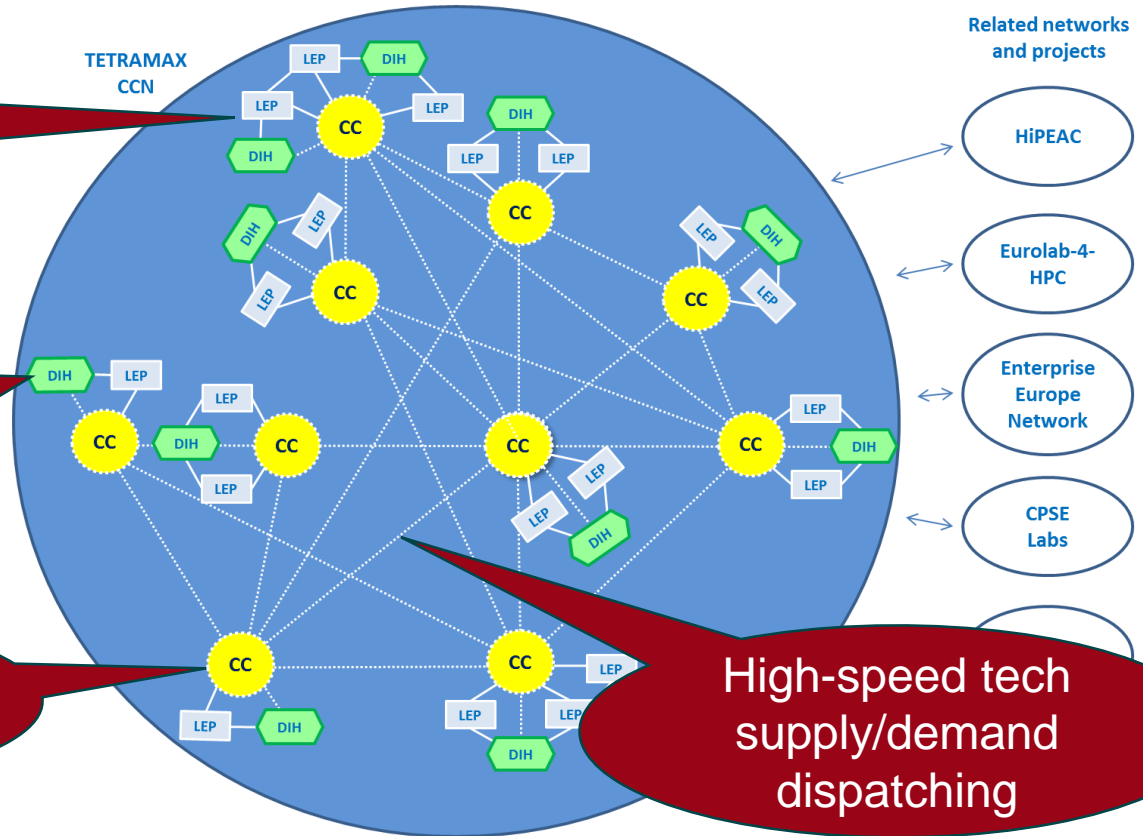 TETRAMAX
CCN
LEP
DIH
LEP
LEP
CC
DIH
DIH
LEP
LEP
CC
DIH
LEP
LEP
CC
LEP
DIH
LEP
CC
DIH
LEP
CC
LEP
DIH
LEP
CC
CC
LEP
LEP
DIH
CC
LEP
DIH
LEP
CC
LEP
DIH
CC
LEP
LEP
LEP
DIH
Related networks
and projects
HiPEAC
Eurolab-4-
HPC
Enterprise
Europe
Network
CPSE
Labs
High-speed tech
supply/demand
dispatching